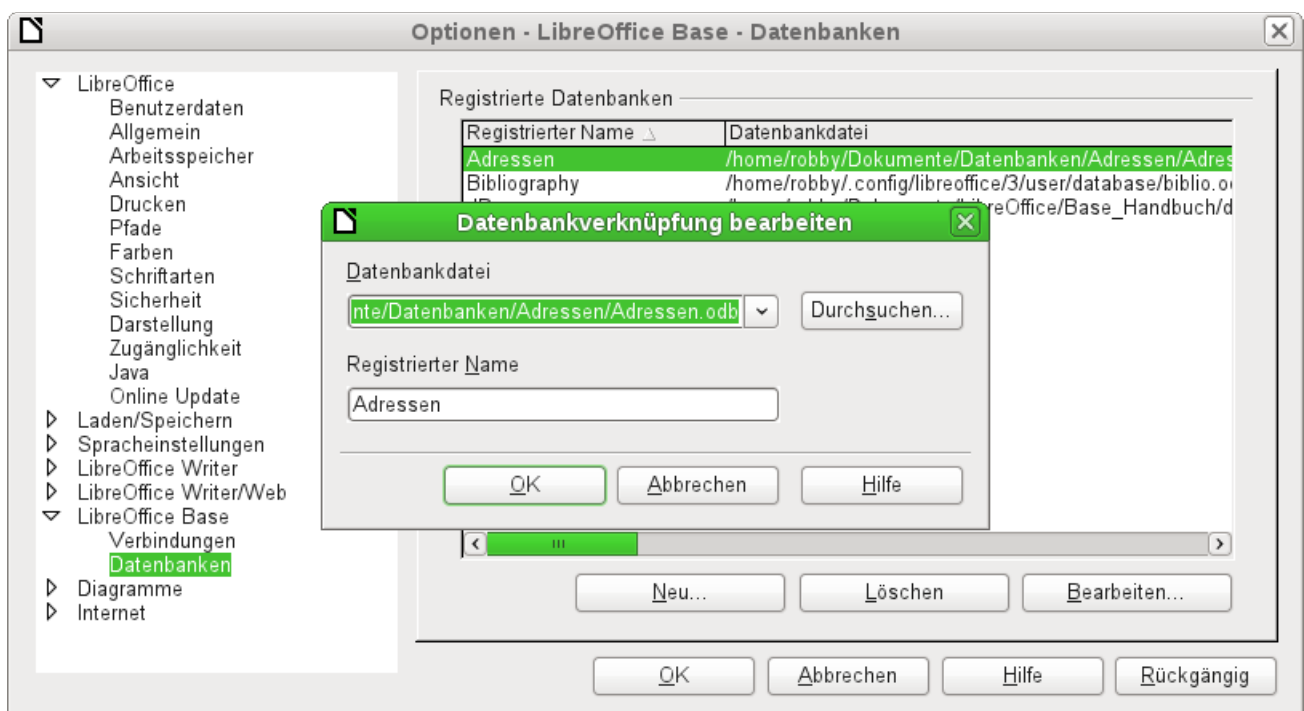 Optionen - LibreOffice Base - Datenbanken
LibreOffice
Benutzerdaten
Allgemein
Arbeitsspeicher
Ansicht
Drucken
Pfade
Farben
Schriftarten
Sicherheit
Darstellung
Zugänglichkeit
Java
Online Update
Laden/Speichern
Spracheinstellungen
LibreOffice Writer
LibreOffice Writer/Web
LibreOffice Base
Verbindungen
Datenbanken
Diagramme
Internet
Registrierte Datenbanken
Registrierter Name Datenbankdatei
Adressen /home/robby/Dokumente/Datenbanken/Adressen/Adres
Bibliography /home/robby/.config/libreoffice/3/user/database/biblio.o
reOffice/Base_Handbuch/d
Datenbankverknüpfung bearbeiten
Datenbankdatei
nte/Datenbanken/Adressen/Adressen.odb Durchsuchen...
Registrierter Name
Adressen
OK Abbrechen Hilfe
Neu... Löschen Bearbeiten...
OK Abbrechen Hilfe Rückgängig